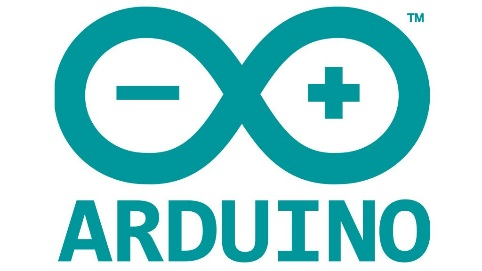 ™
− +
ARDUINO